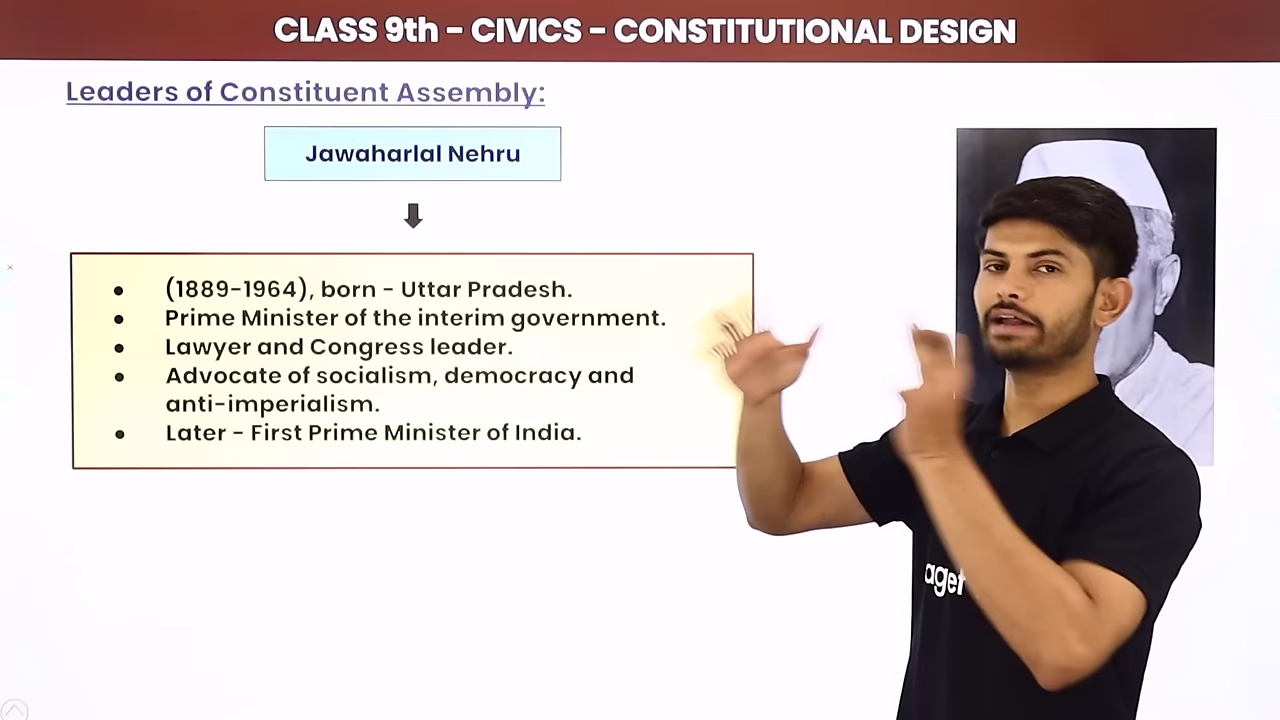 CLASS 9th - CIVICS - CONSTITUTIONAL DESIGN
Leaders of Constituent Assembly:
Jawaharlal Nehru
● (1889-1964), born - Uttar Pradesh.
● Prime Minister of the interim government.
● Lawyer and Congress leader.
● Advocate of socialism, democracy and
anti-imperialism.
● Later - First Prime Minister of India.